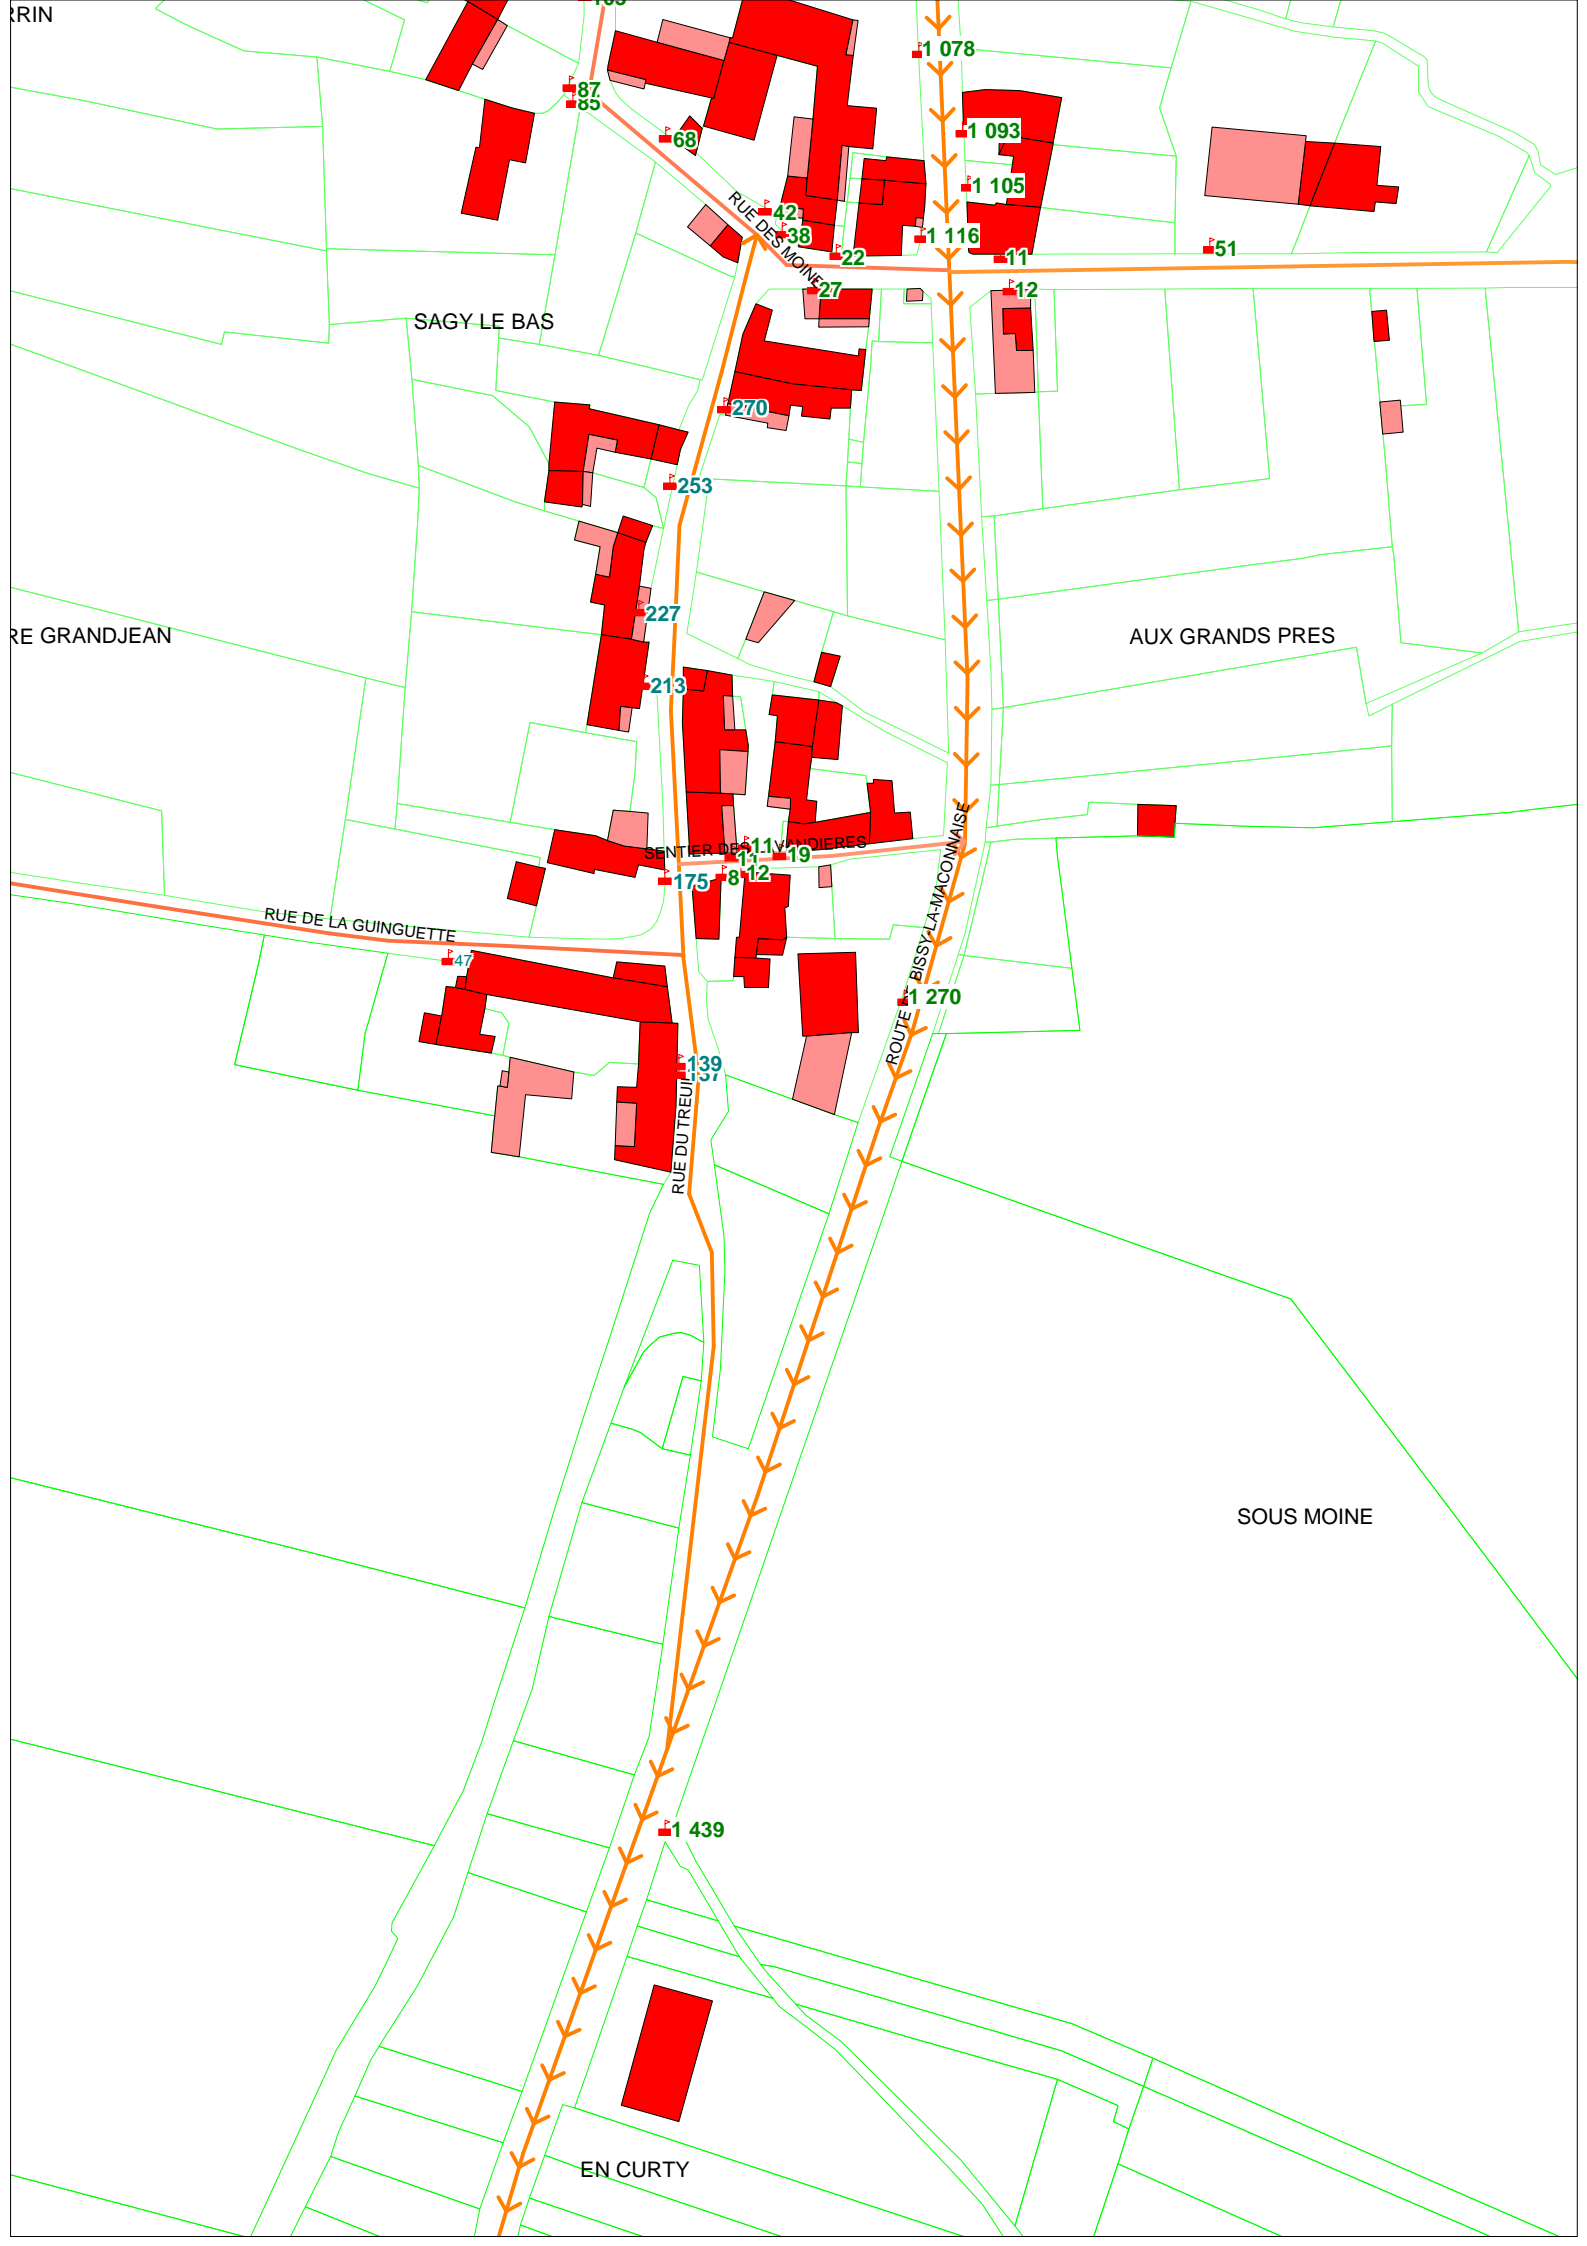 RRIN
1 078
87
85
1 093
68
1 105
RUE DES MOINE
42
38
1 116
22
11
51
27
12
SAGY LE BAS
270
253
227
RE GRANDJEAN
AUX GRANDS PRES
213
SENTIER DES
VANDIERES
11
11
19
175
8
12
ROUTE
BISSY-LA-MACONNAISE
RUE DE LA GUINGUETTE
47
1 270
139
137
RUE DU TREUIL
SOUS MOINE
1 439
EN CURTY